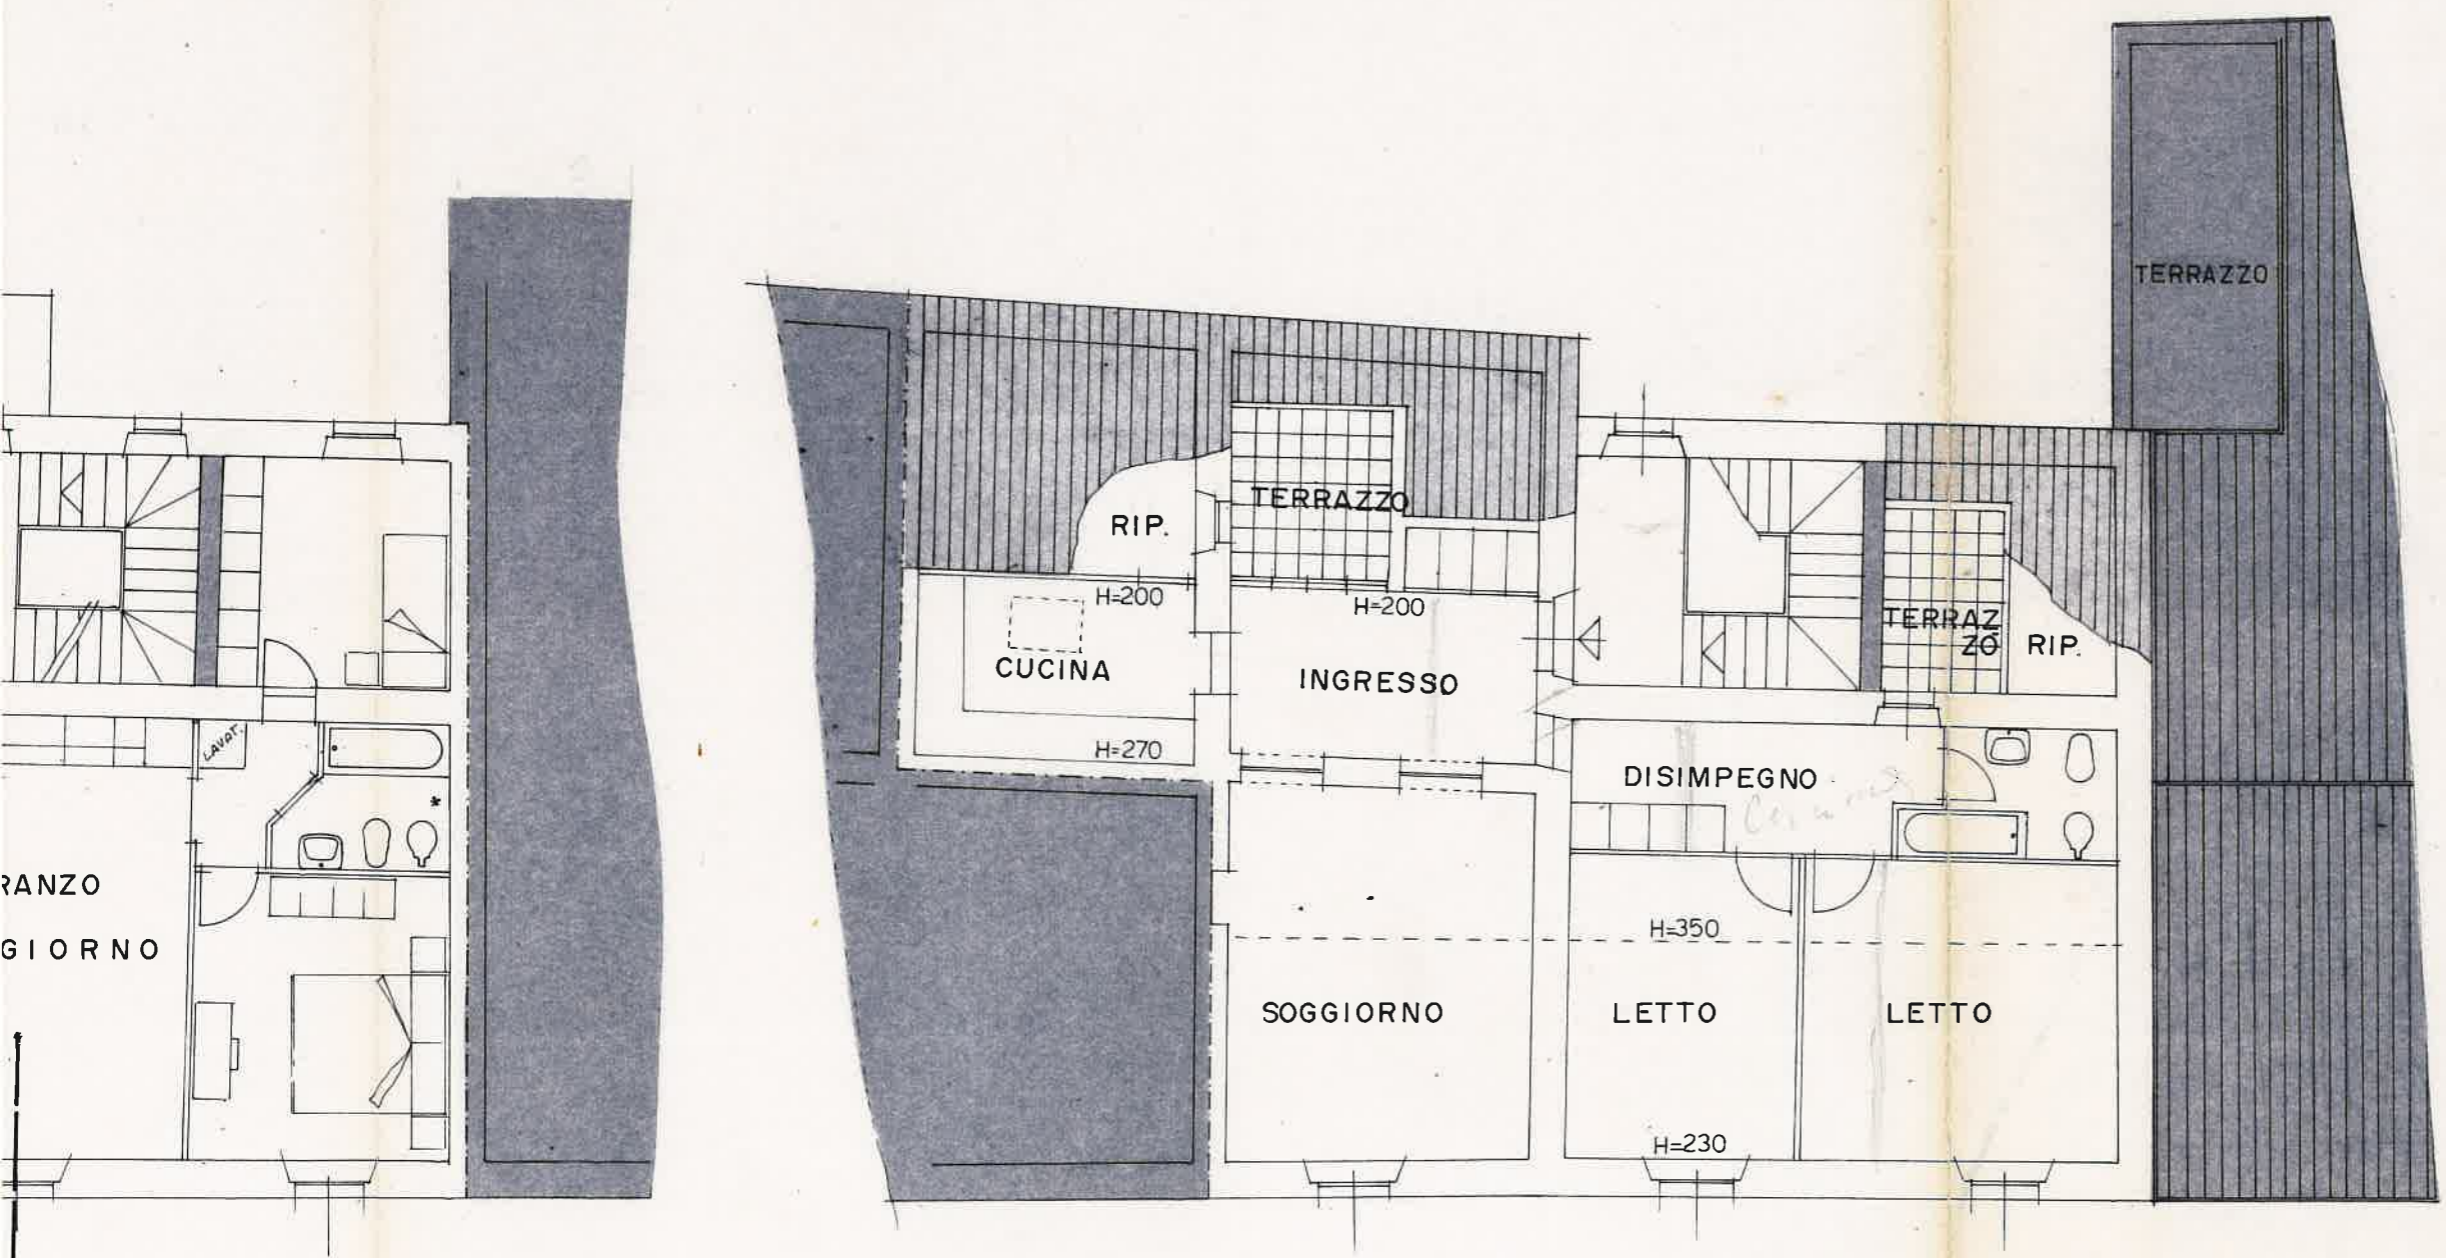 TERRAZZO
TERRAZZO
RIP.
H=200
H=200
TERRAZ
ZO
RIP.
CUCINA
INGRESSO
LAVAT.
H=270
DISIMPEGNO
*
RANZO
H=350
GIORNO
SOGGIORNO
LETTO
LETTO
H=230